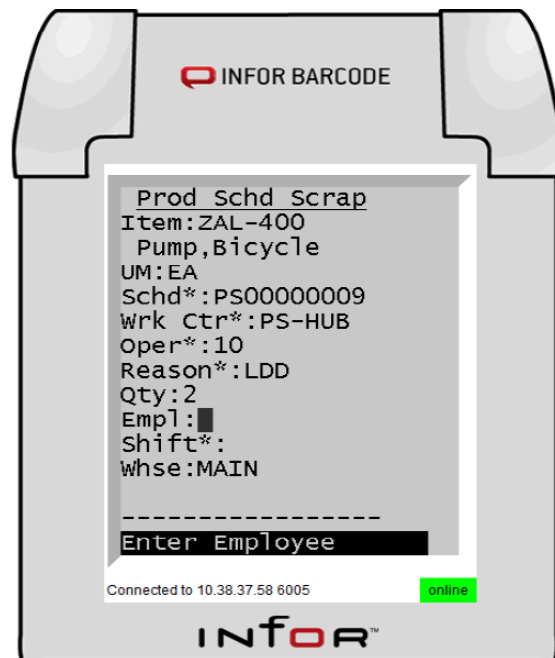 INFOR BARCODE
Prod Schd Scrap
Item:ZAL-400
Pump,Bicycle
UM:EA
Schd*:PS00000009
Wrk Ctr*:PS-HUB
Oper*:10
Reason*:LDD
Qty:2
Empl:
Shift*:
Whse:MAIN
-----------------
Enter Employee
Connected to 10.38.37.58 6005 online
infor™